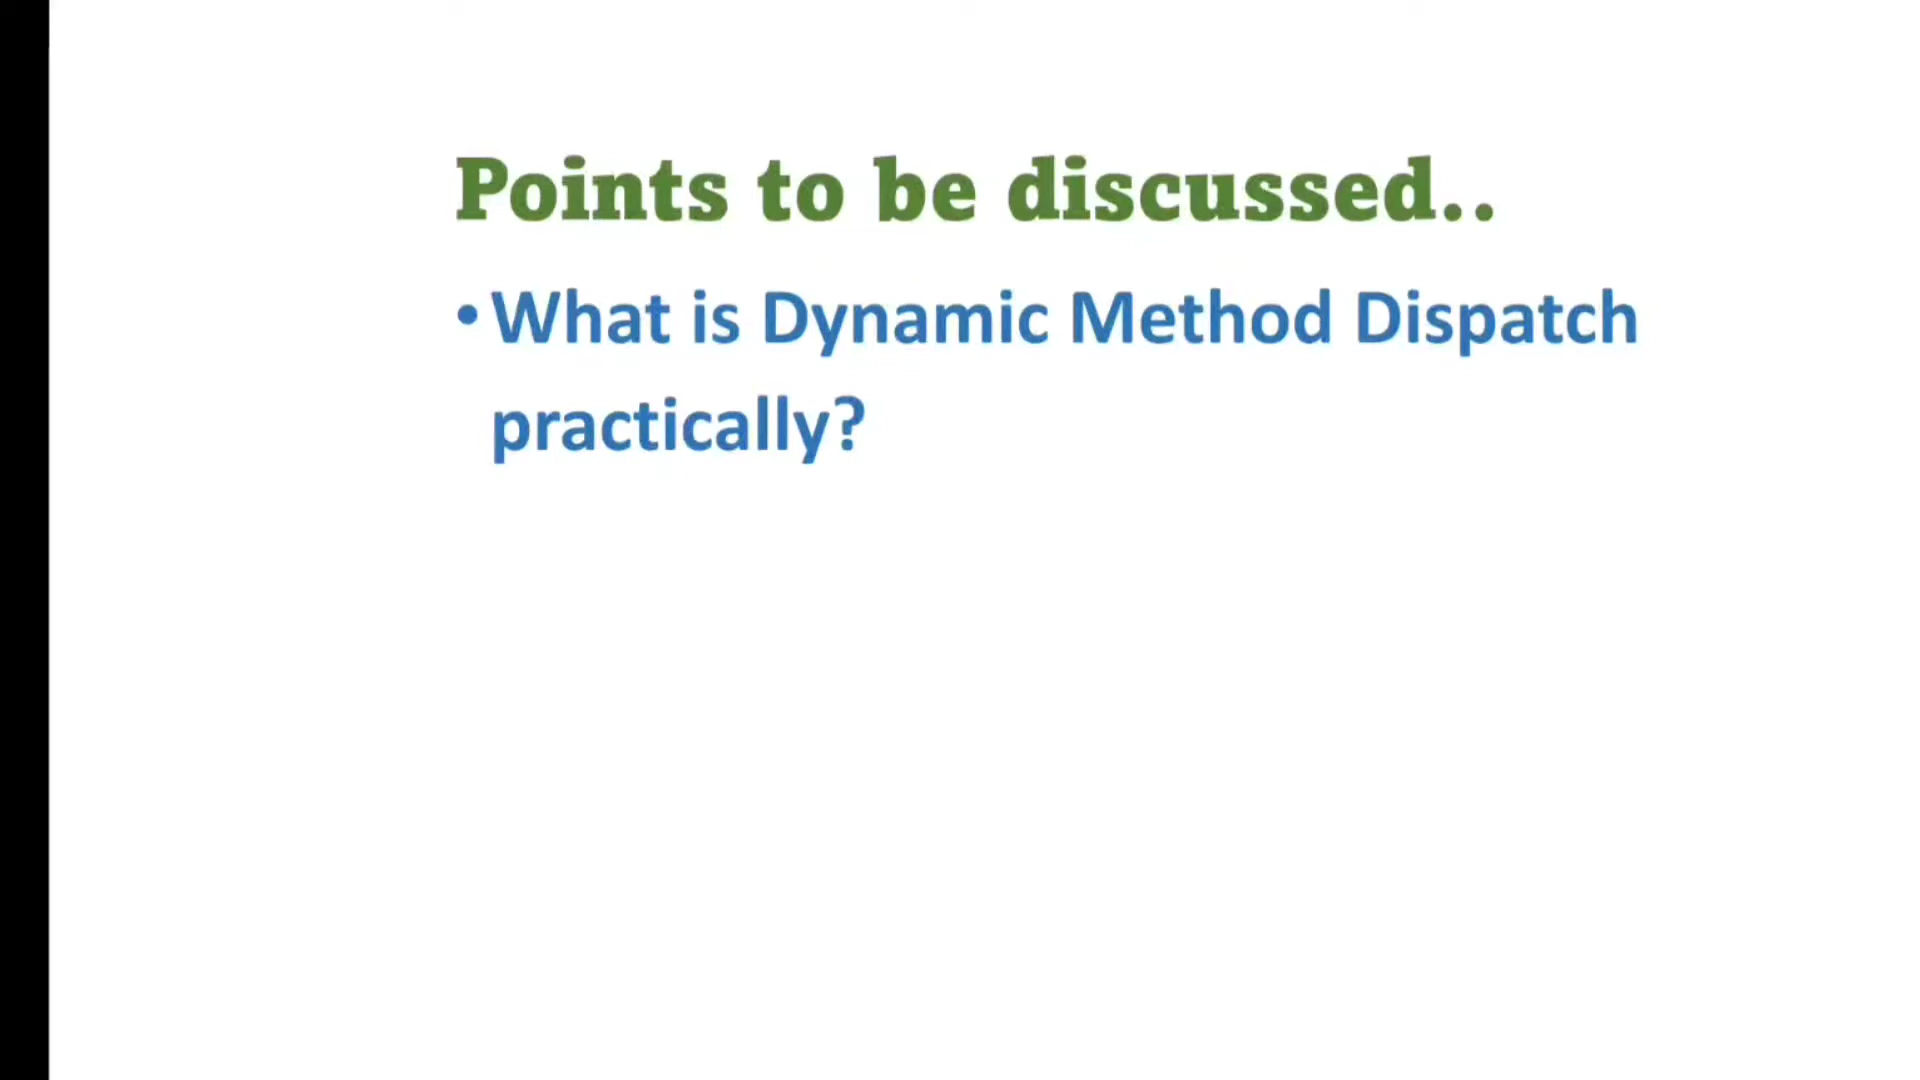 Points to be discussed..
• What is Dynamic Method Dispatch
practically?